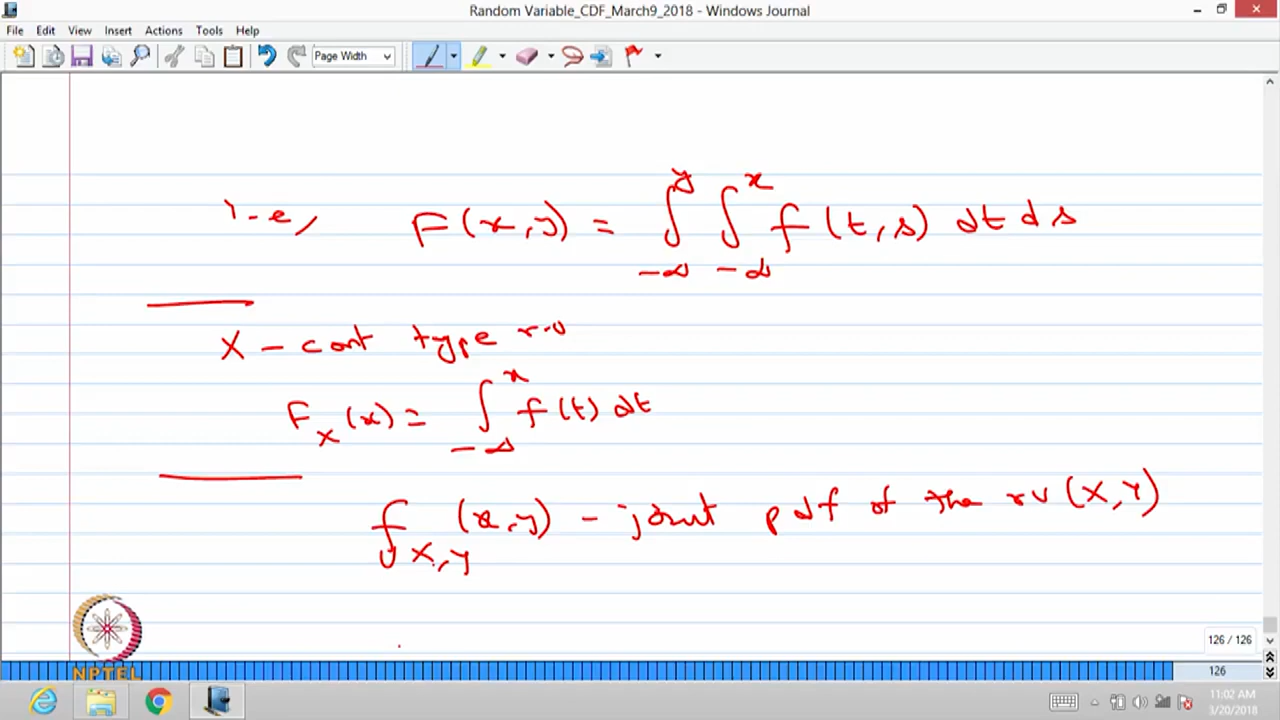 Random Variable_CDF_March9_2018 - Windows Journal
File Edit View Insert Actions Tools Help
Page Width
i.e, F(x,y) = ∫_{-∞}^{y} ∫_{-∞}^{x} f(t,s) dt ds
X - cont type r.v
F_X(x) = ∫_{-∞}^{x} f(t) dt
f_{X,Y}(x,y) - joint pdf of the rv (X,Y)
126 / 126
NPTEL
126
11:02 AM
3/20/2018